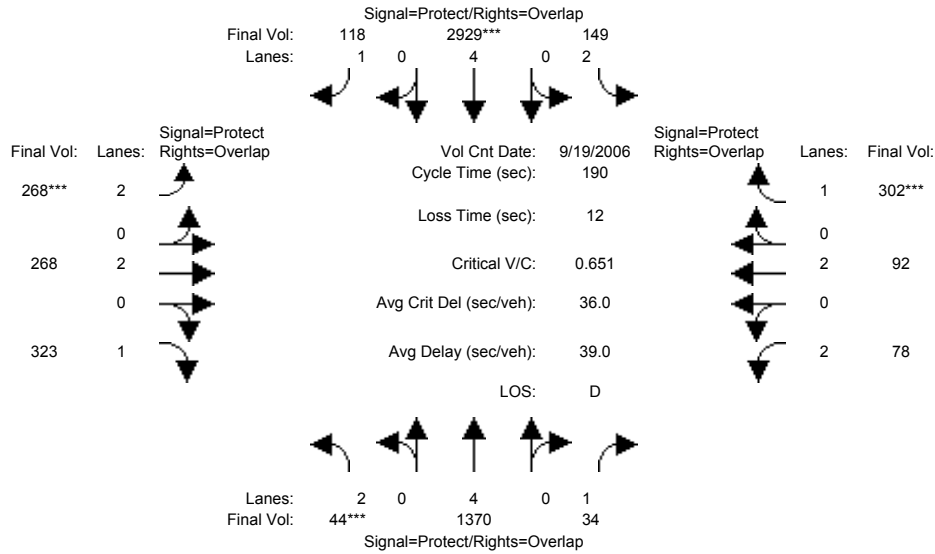 Signal=Protect/Rights=Overlap
Final Vol: 118 2929*** 149
Lanes: 1 0 4 0 2
Signal=Protect Signal=Protect
Final Vol: Lanes: Rights=Overlap Vol Cnt Date: 9/19/2006 Rights=Overlap Lanes: Final Vol:
Cycle Time (sec): 190
268*** 2 1 302***
Loss Time (sec): 12
0 0
268 2 Critical V/C: 0.651 2 92
0 Avg Crit Del (sec/veh): 36.0 0
323 1 Avg Delay (sec/veh): 39.0 2 78
LOS: D
Lanes: 2 0 4 0 1
Final Vol: 44*** 1370 34
Signal=Protect/Rights=Overlap